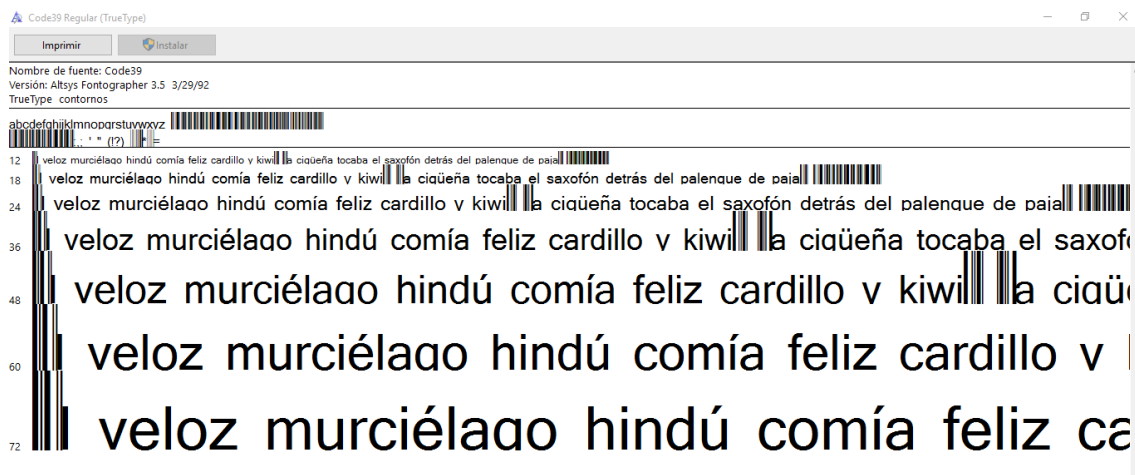 Code39 Regular (TrueType)
Imprimir Instalar
Nombre de fuente: Code39
Versión: Altsys Fontographer 3.5 3/29/92
TrueType contornos
abcdefghijklmnopqrstuvwxyz
.:,; ' " (!?) * =
12 l veloz murciélago hindú comía feliz cardillo y kiwi a cigüeña tocaba el saxofón detrás del palenque de paja
18 l veloz murciélago hindú comía feliz cardillo y kiwi a cigüeña tocaba el saxofón detrás del palenque de paja
24 l veloz murciélago hindú comía feliz cardillo y kiwi a cigüeña tocaba el saxofón detrás del palenque de paja
36 l veloz murciélago hindú comía feliz cardillo y kiwi a cigüeña tocaba el saxofó
48 l veloz murciélago hindú comía feliz cardillo y kiwi a cigüe
60 l veloz murciélago hindú comía feliz cardillo y
72 l veloz murciélago hindú comía feliz ca